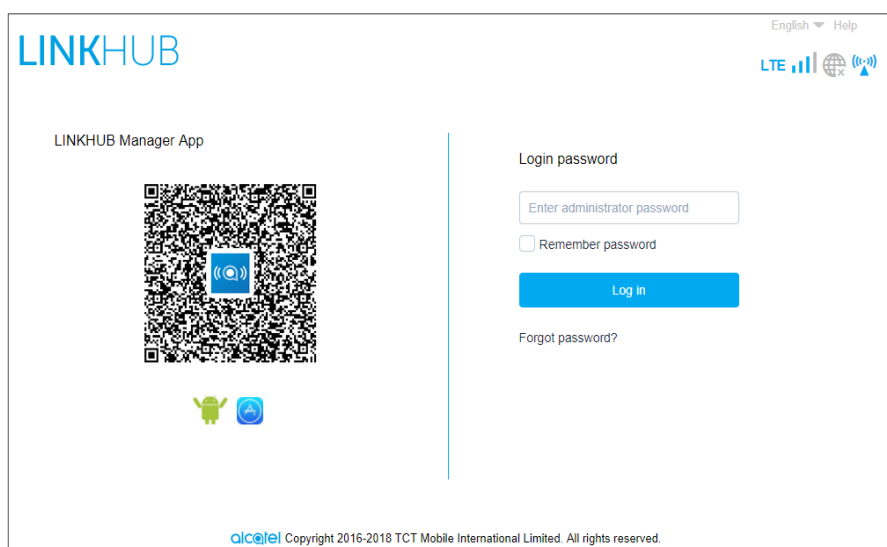 English Help
LINKHUB
LTE
LINKHUB Manager App
Login password
Enter administrator password
Remember password
Log in
Forgot password?
alcatel Copyright 2016-2018 TCT Mobile International Limited. All rights reserved.